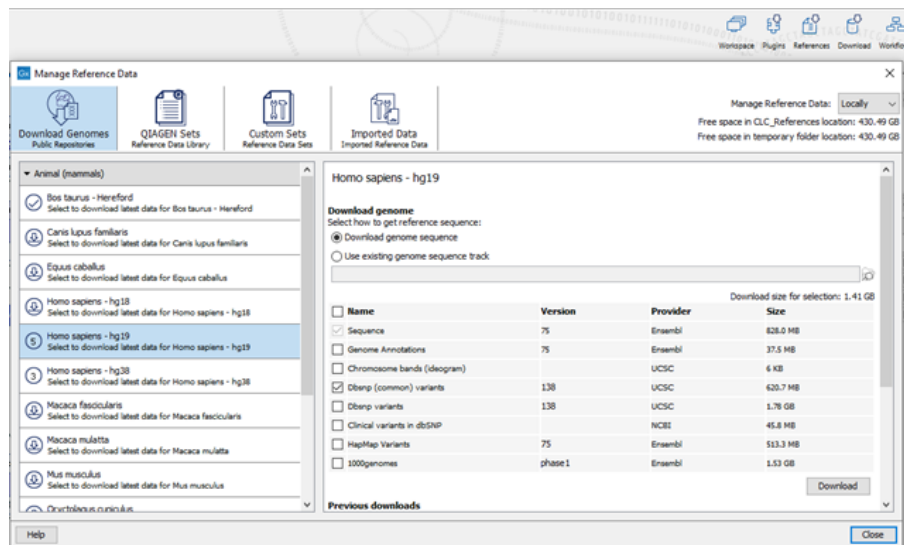 Workspace Plugins References Download
Gx Manage Reference Data
Download Genomes
Public Repositories
QIAGEN Sets
Reference Data Library
Custom Sets
Reference Data Sets
Imported Data
Imported Reference Data
Manage Reference Data: Locally
Free space in CLC_References location: 430.49 GB
Free space in temporary folder location: 430.49 GB
Animal (mammals)
Bos taurus - Hereford
Select to download latest data for Bos taurus - Hereford
Canis lupus familiaris
Select to download latest data for Canis lupus familiaris
Equus caballus
Select to download latest data for Equus caballus
Homo sapiens - hg18
Select to download latest data for Homo sapiens - hg18
5 Homo sapiens - hg19
Select to download latest data for Homo sapiens - hg19
3 Homo sapiens - hg38
Select to download latest data for Homo sapiens - hg38
Macaca fascicularis
Select to download latest data for Macaca fascicularis
Macaca mulatta
Select to download latest data for Macaca mulatta
Mus musculus
Select to download latest data for Mus musculus
Oryctolagus cuniculus
Homo sapiens - hg19
Download genome
Select how to get reference sequence:
Download genome sequence
Use existing genome sequence track
Download size for selection: 1.41 GB
Name Version Provider Size
Sequence 75 Ensembl 828.0 MB
Genome Annotations 75 Ensembl 37.5 MB
Chromosome bands (ideogram) UCSC 6 KB
Dbsnp (common) variants 138 UCSC 620.7 MB
Dbsnp variants 138 UCSC 1.78 GB
Clinical variants in dbSNP NCBI 45.8 MB
HapMap Variants 75 Ensembl 513.3 MB
1000genomes phase1 Ensembl 1.53 GB
Download
Previous downloads
Help
Close